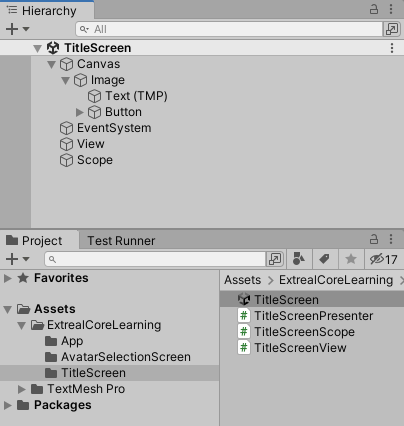 Hierarchy
All
TitleScreen
Canvas
Image
Text (TMP)
Button
EventSystem
View
Scope
Project
Test Runner
17
Favorites
Assets
ExtrealCoreLearning
App
AvatarSelectionScreen
TitleScreen
TextMesh Pro
Packages
Assets > ExtrealCoreLearning >
TitleScreen
# TitleScreenPresenter
# TitleScreenScope
# TitleScreenView